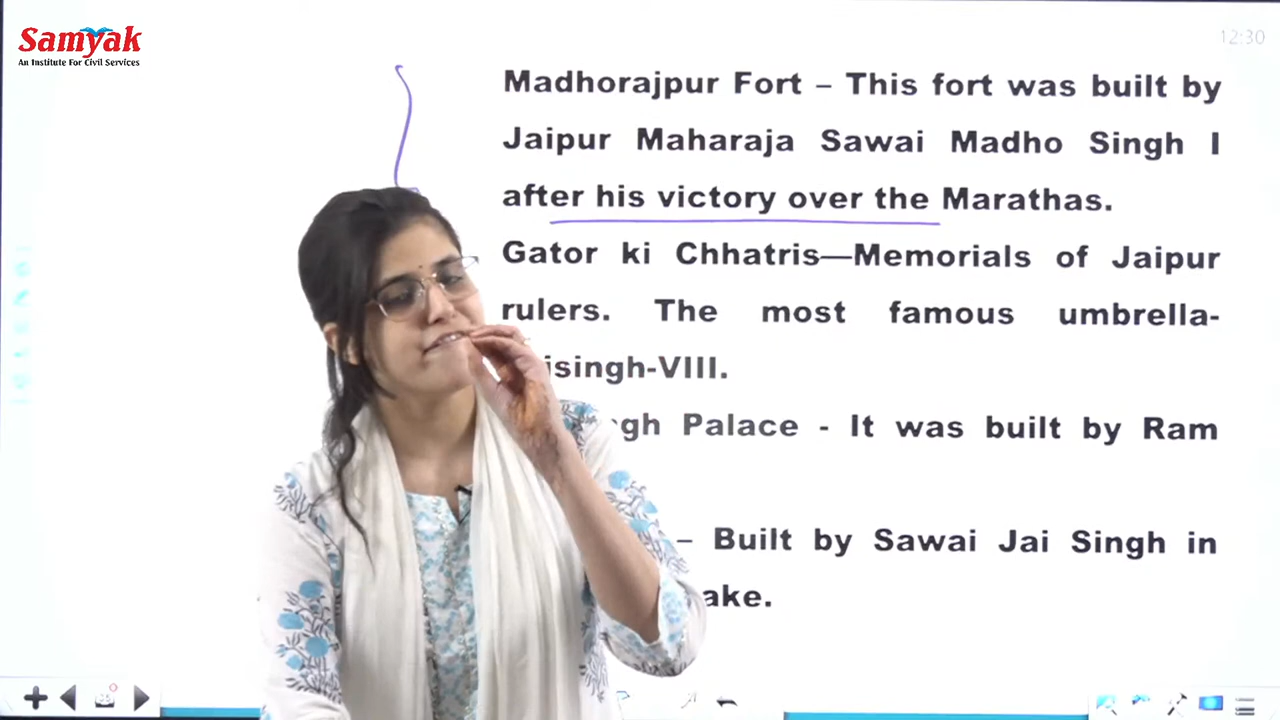 Samyak
An Institute For Civil Services
12:30
Madhorajpur Fort – This fort was built by
Jaipur Maharaja Sawai Madho Singh I
after his victory over the Marathas.
Gator ki Chhatris—Memorials of Jaipur
rulers. The most famous umbrella-
isingh-VIII.
Palace - It was built by Ram
– Built by Sawai Jai Singh in